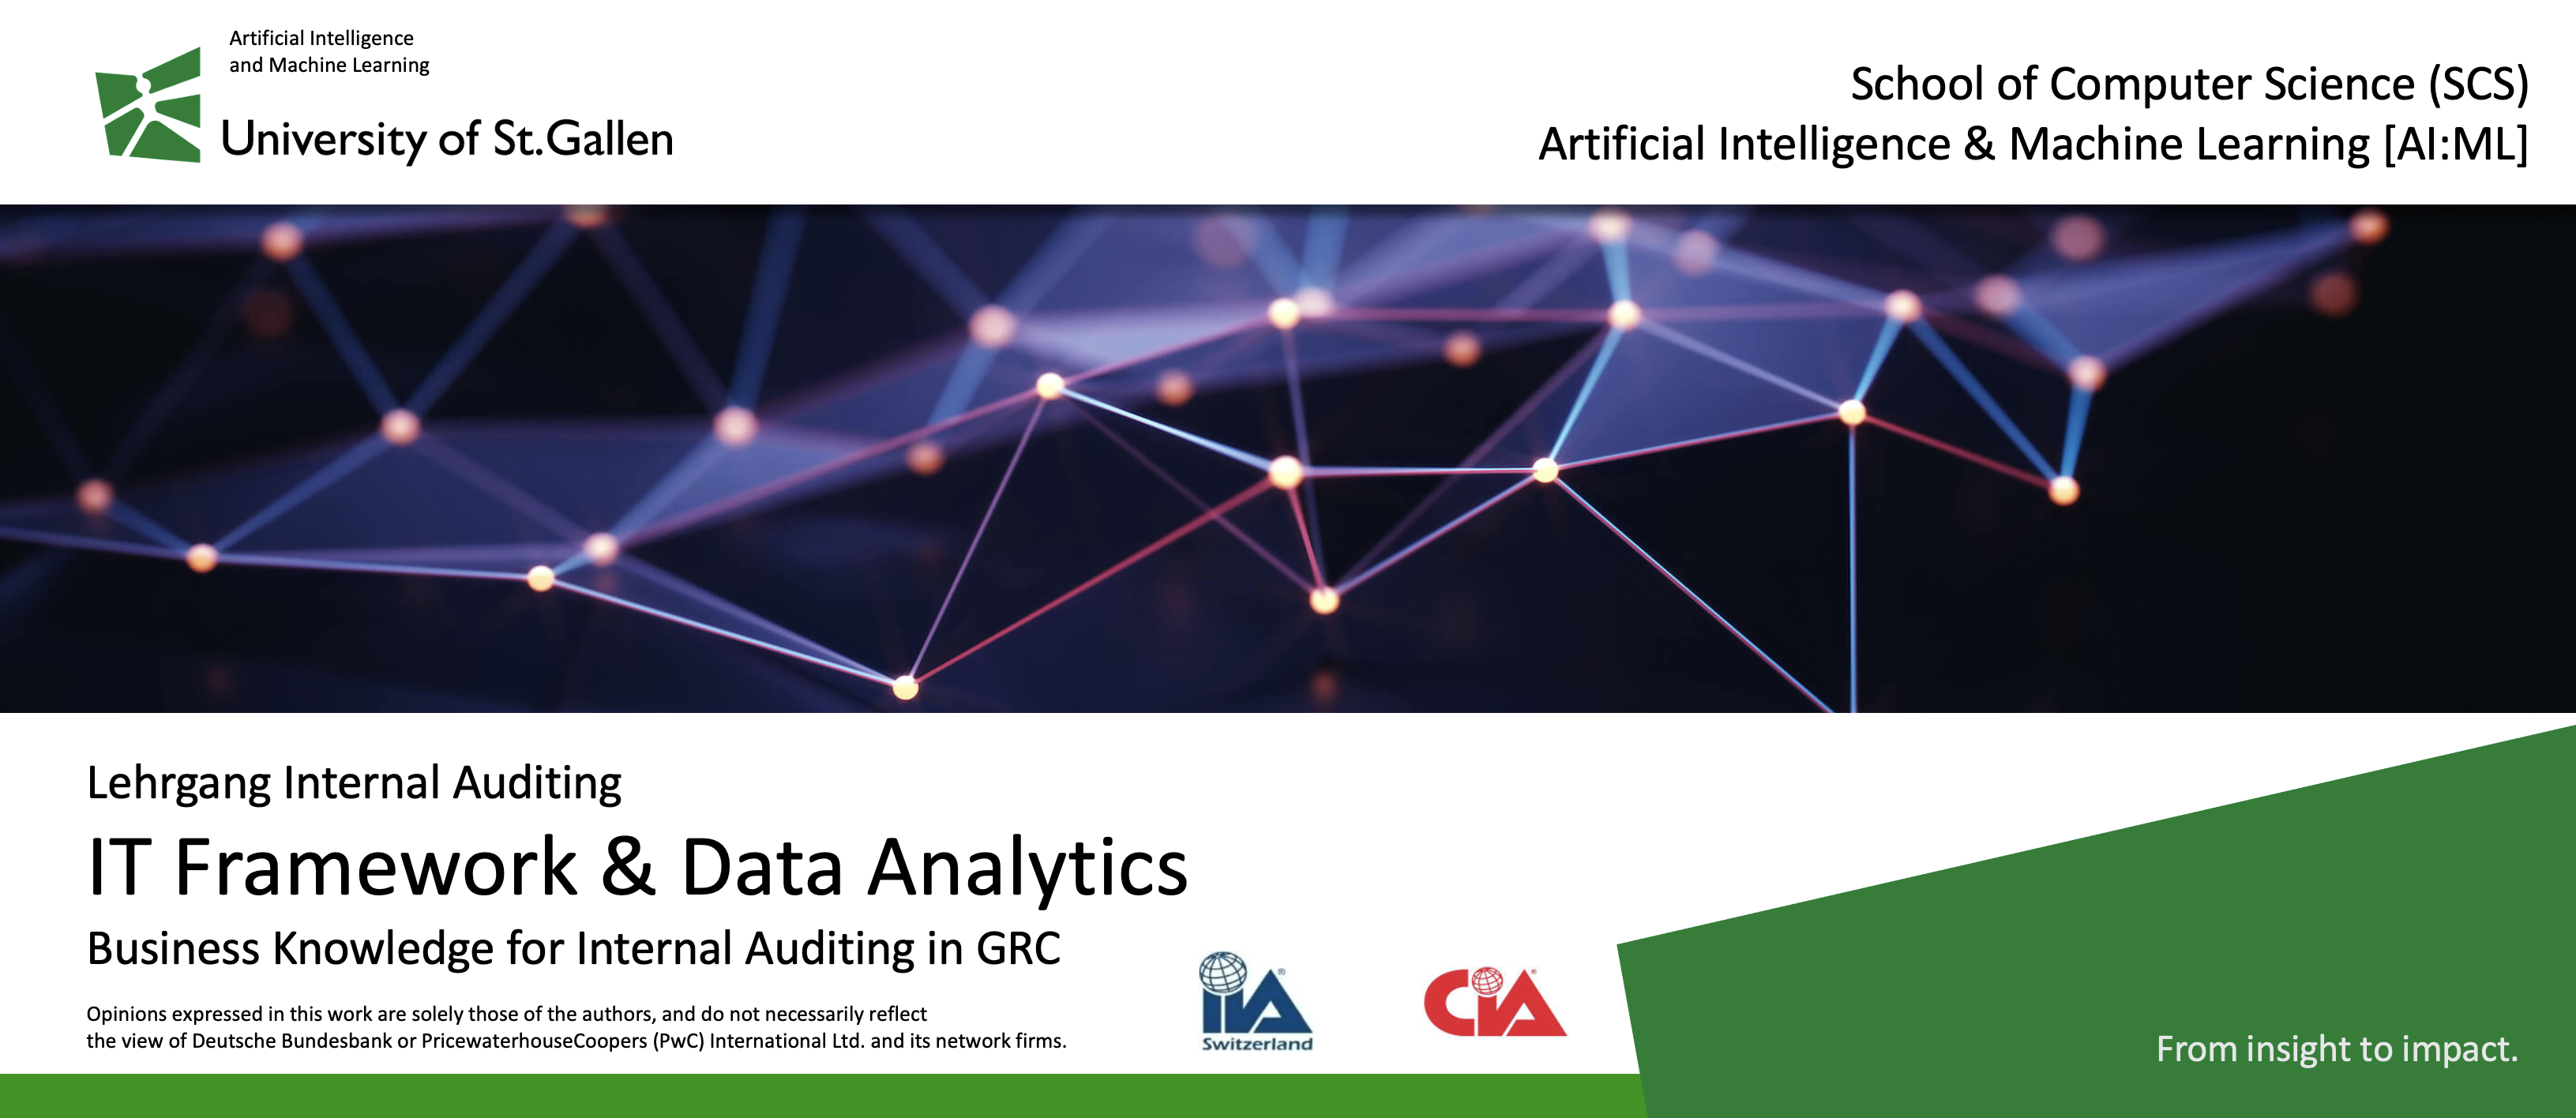 Artificial Intelligence
and Machine Learning
University of St.Gallen
School of Computer Science (SCS)
Artificial Intelligence & Machine Learning [AI:ML]
Lehrgang Internal Auditing
IT Framework & Data Analytics
Business Knowledge for Internal Auditing in GRC
Opinions expressed in this work are solely those of the authors, and do not necessarily reflect
the view of Deutsche Bundesbank or PricewaterhouseCoopers (PwC) International Ltd. and its network firms.
IIA®
Switzerland
CIA®
From insight to impact.